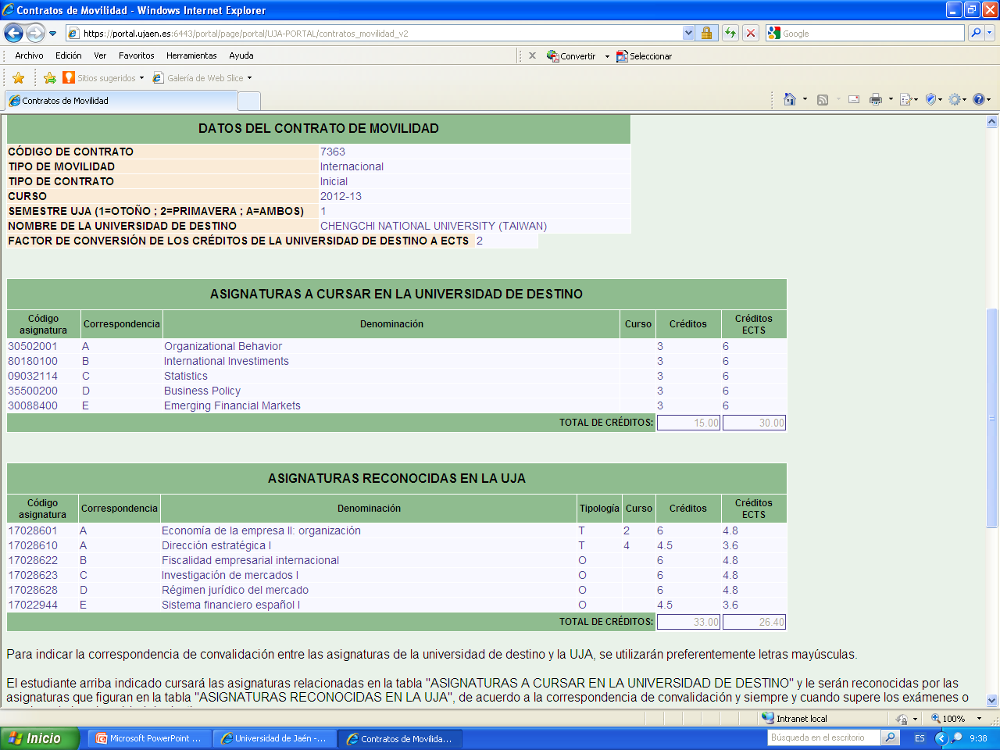 Contratos de Movilidad - Windows Internet Explorer
https://portal.ujaen.es:6443/portal/page/portal/UJA-PORTAL/contratos_movilidad_v2
Google
Archivo Edición Ver Favoritos Herramientas Ayuda
Convertir Seleccionar
Sitios sugeridos Galería de Web Slice
Contratos de Movilidad
DATOS DEL CONTRATO DE MOVILIDAD
CÓDIGO DE CONTRATO 7363
TIPO DE MOVILIDAD Internacional
TIPO DE CONTRATO Inicial
CURSO 2012-13
SEMESTRE UJA (1=OTOÑO ; 2=PRIMAVERA ; A=AMBOS) 1
NOMBRE DE LA UNIVERSIDAD DE DESTINO CHENGCHI NATIONAL UNIVERSITY (TAIWAN)
FACTOR DE CONVERSIÓN DE LOS CRÉDITOS DE LA UNIVERSIDAD DE DESTINO A ECTS 2
ASIGNATURAS A CURSAR EN LA UNIVERSIDAD DE DESTINO
Código asignatura Correspondencia Denominación Curso Créditos Créditos ECTS
30502001 A Organizational Behavior 3 6
80180100 B International Investiments 3 6
09032114 C Statistics 3 6
35500200 D Business Policy 3 6
30088400 E Emerging Financial Markets 3 6
TOTAL DE CRÉDITOS: 15.00 30.00
ASIGNATURAS RECONOCIDAS EN LA UJA
Código asignatura Correspondencia Denominación Tipología Curso Créditos Créditos ECTS
17028601 A Economía de la empresa II: organización T 2 6 4.8
17028610 A Dirección estratégica I T 4 4.5 3.6
17028622 B Fiscalidad empresarial internacional O 6 4.8
17028623 C Investigación de mercados I O 6 4.8
17028628 D Régimen jurídico del mercado O 6 4.8
17022944 E Sistema financiero español I O 4.5 3.6
TOTAL DE CRÉDITOS: 33.00 26.40
Para indicar la correspondencia de convalidación entre las asignaturas de la universidad de destino y la UJA, se utilizarán preferentemente letras mayúsculas.
El estudiante arriba indicado cursará las asignaturas relacionadas en la tabla "ASIGNATURAS A CURSAR EN LA UNIVERSIDAD DE DESTINO" y le serán reconocidas por las
asignaturas que figuran en la tabla "ASIGNATURAS RECONOCIDAS EN LA UJA", de acuerdo a la correspondencia de convalidación y siempre y cuando supere los exámenes o
Intranet local 100%
Inicio Microsoft PowerPoint ... Universidad de Jaén -... Contratos de Movilida... Búsqueda en el escritorio ES 9:38